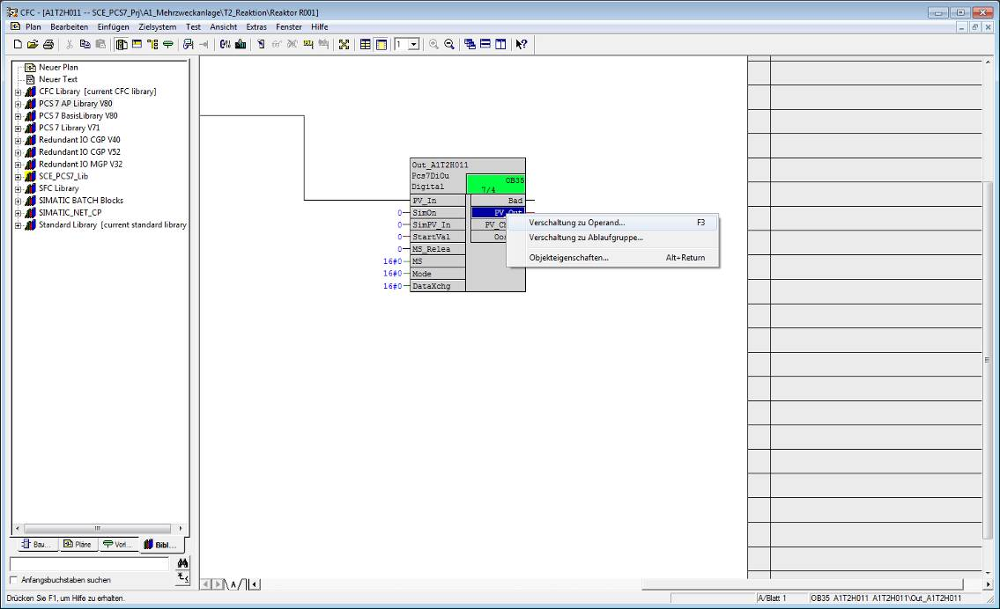 CFC - [A1T2H011 -- SCE_PCS7_Prj\A1_Mehrzweckanlage\T2_Reaktion\Reaktor R001]
Plan Bearbeiten Einfügen Zielsystem Test Ansicht Extras Fenster Hilfe
1
Neuer Plan
Neuer Text
CFC Library [current CFC library]
PCS 7 AP Library V80
PCS 7 BasisLibrary V80
PCS 7 Library V71
Redundant IO CGP V40
Redundant IO CGP V52
Redundant IO MGP V32
SCE_PCS7_Lib
SFC Library
SIMATIC BATCH Blocks
SIMATIC_NET_CP
Standard Library [current standard library
Out_A1T2H011
Pcs7DiOu
Digital
OB35
7/4
PV_In Bad
0 SimOn PV_Out
0 SimPV_In PV_Ch
0 StartVal Oos
0 MS_Relea
16#0 MS
16#0 Mode
16#0 DataXchg
Verschaltung zu Operand... F3
Verschaltung zu Ablaufgruppe...
Objekteigenschaften... Alt+Return
Bau... Pläne Vorl... Bibl...
Anfangsbuchstaben suchen
A
Drücken Sie F1, um Hilfe zu erhalten.
A/Blatt 1
OB35 A1T2H011 A1T2H011\Out_A1T2H011